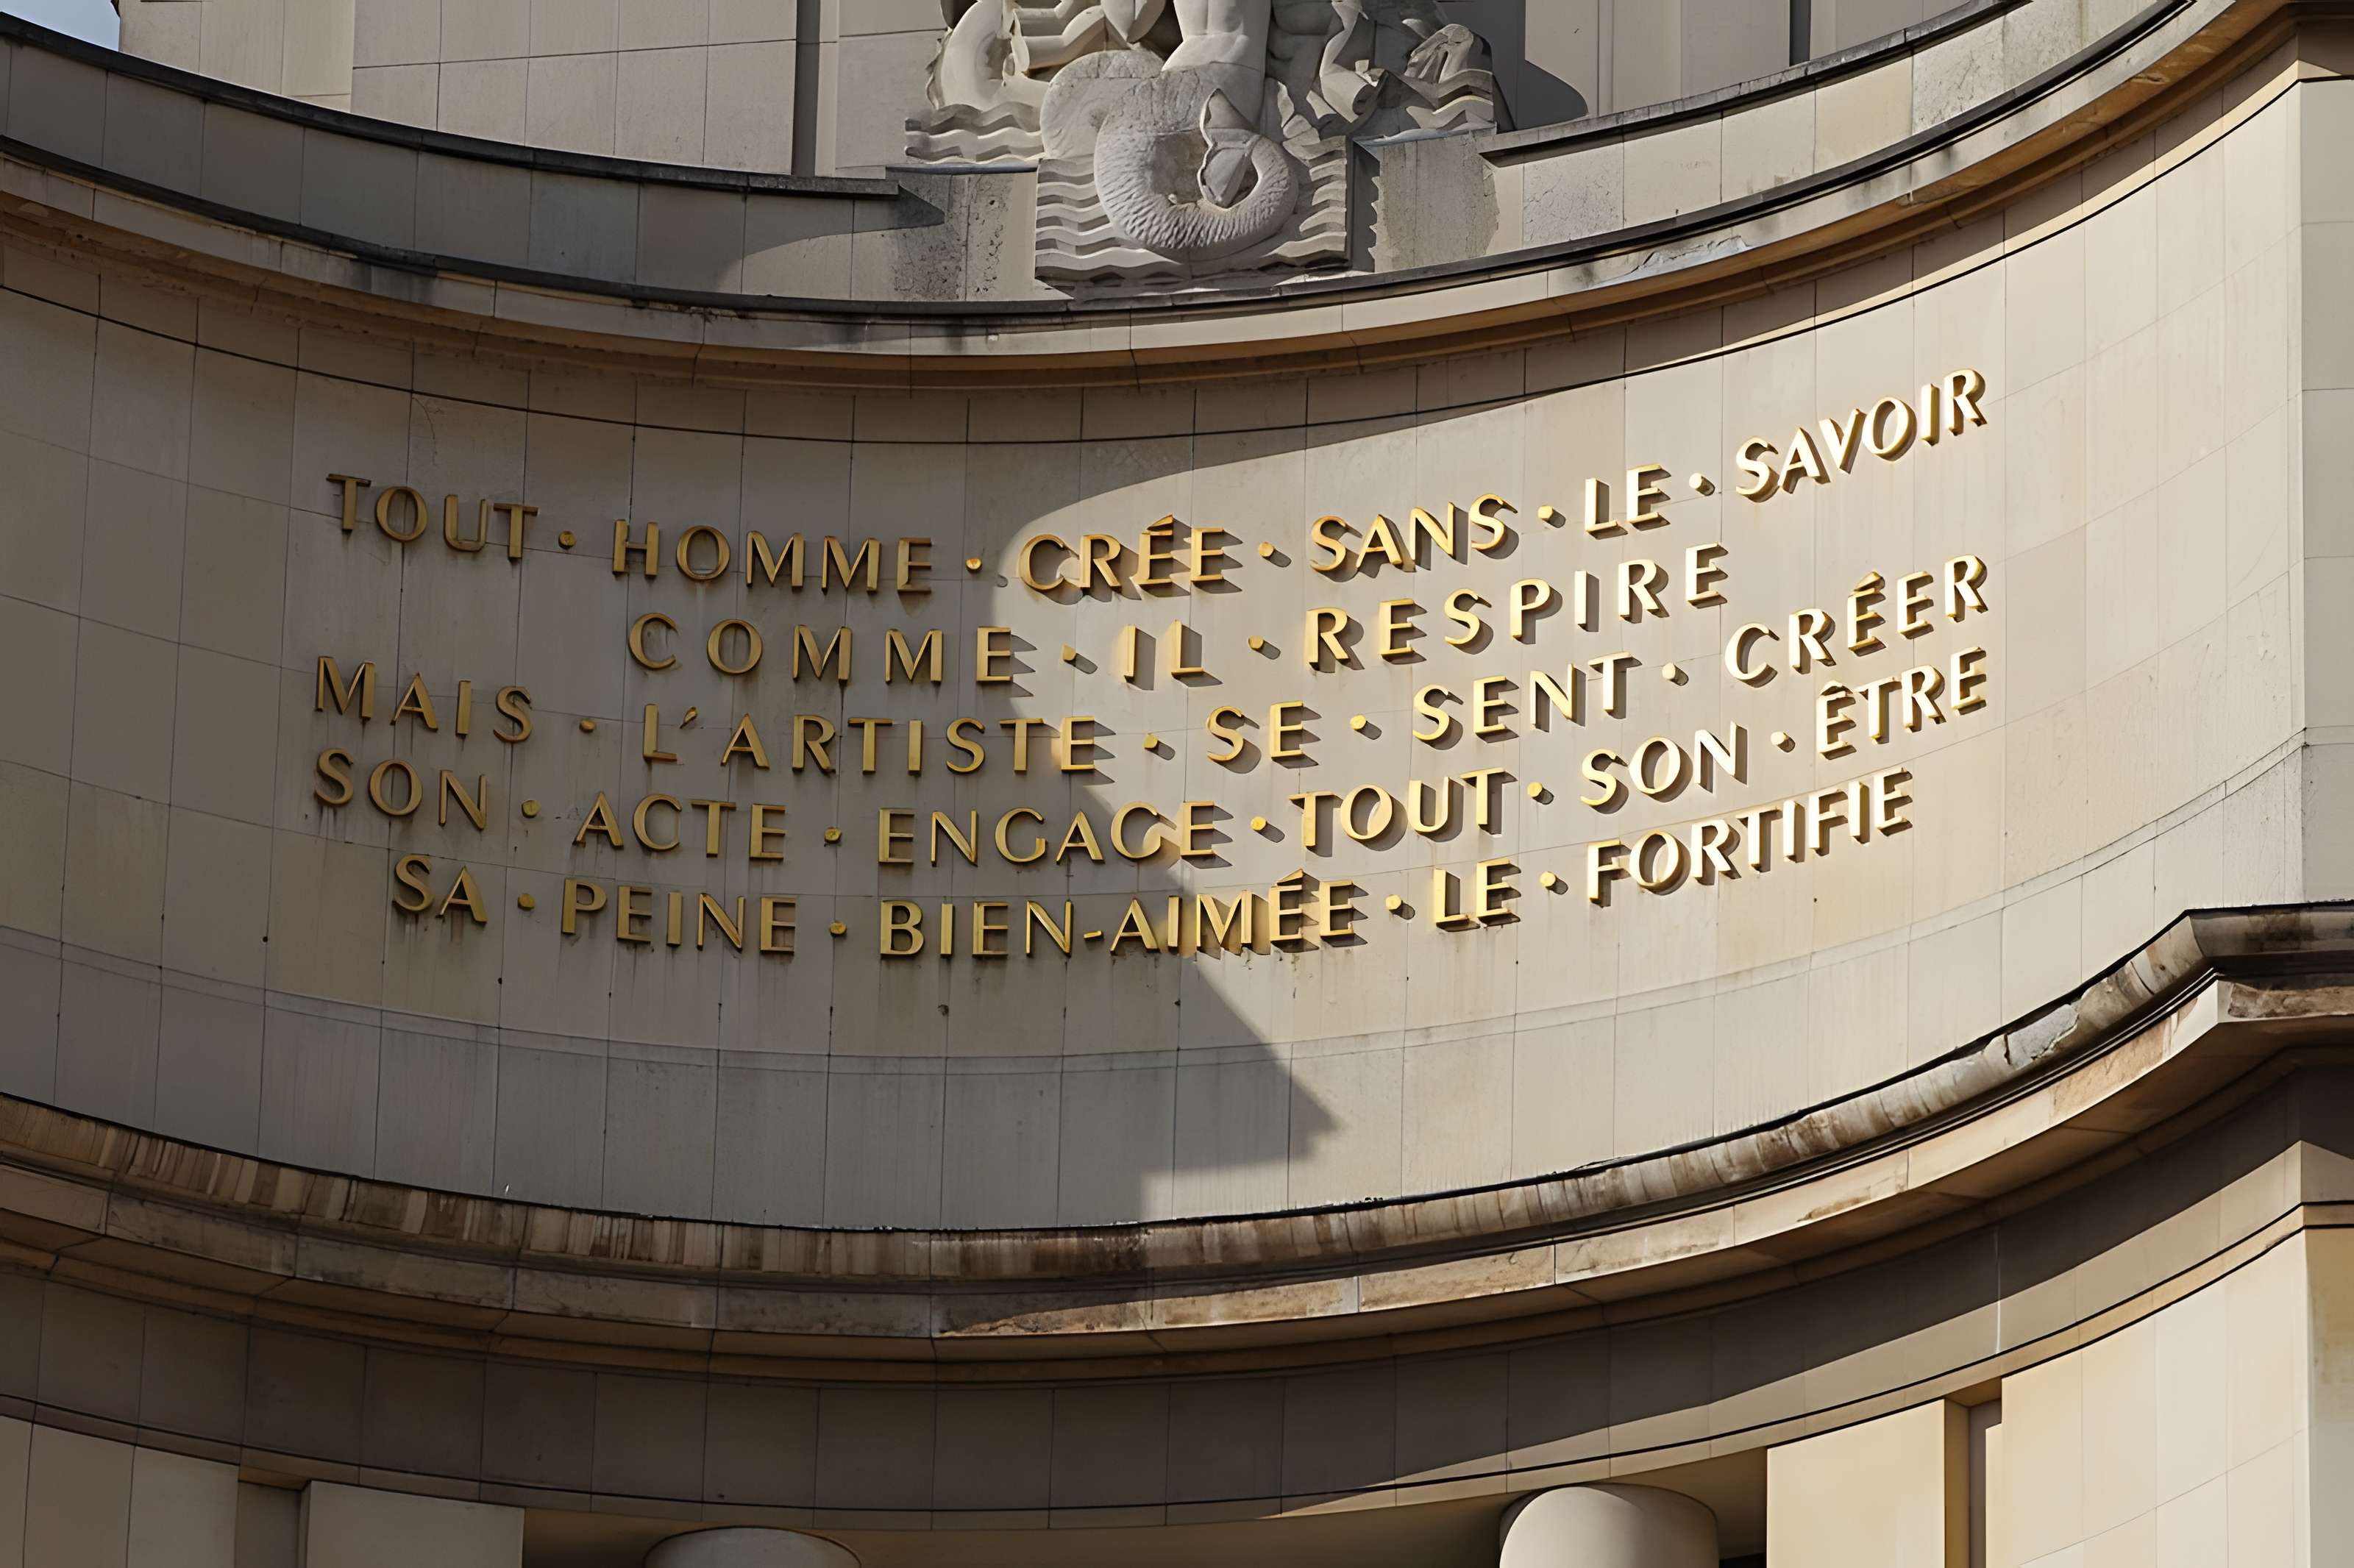 TOUT · HOMME · CRÉE · SANS · LE · SAVOIR
COMME · IL · RESPIRE
MAIS · L'ARTISTE · SE · SENT · CRÉER
SON · ACTE · ENGAGE · TOUT · SON · ÊTRE
SA · PEINE · BIEN-AIMÉE · LE · FORTIFIE